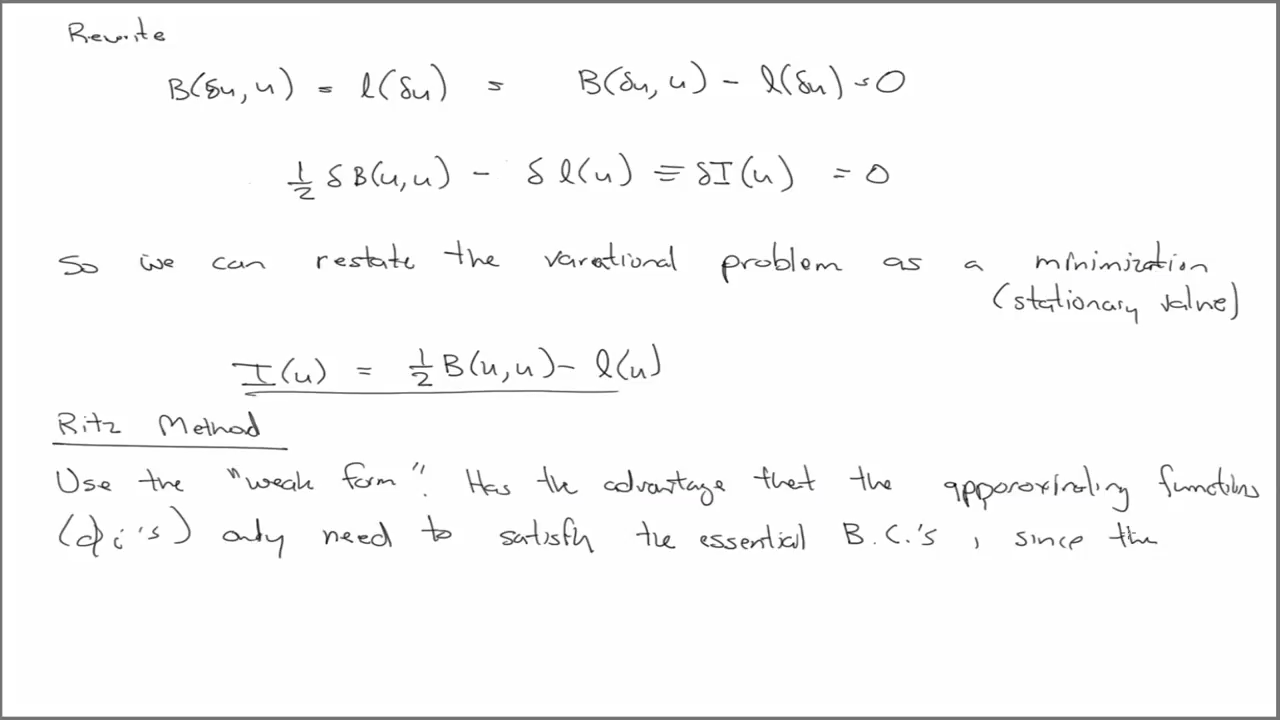 Rewrite
B(δu, u) = l(δu) = B(δu, u) - l(δu) = 0
1/2 δB(u, u) - δ l(u) ≡ δI(u) = 0
So we can restate the varational problem as a minimization
(stationary value)
I(u) = 1/2 B(u, u) - l(u)
Ritz Method
Use the "weak form". Has the advantage that the approximating functions
(ϕi's) only need to satisfy the essential B.C.'s, since the